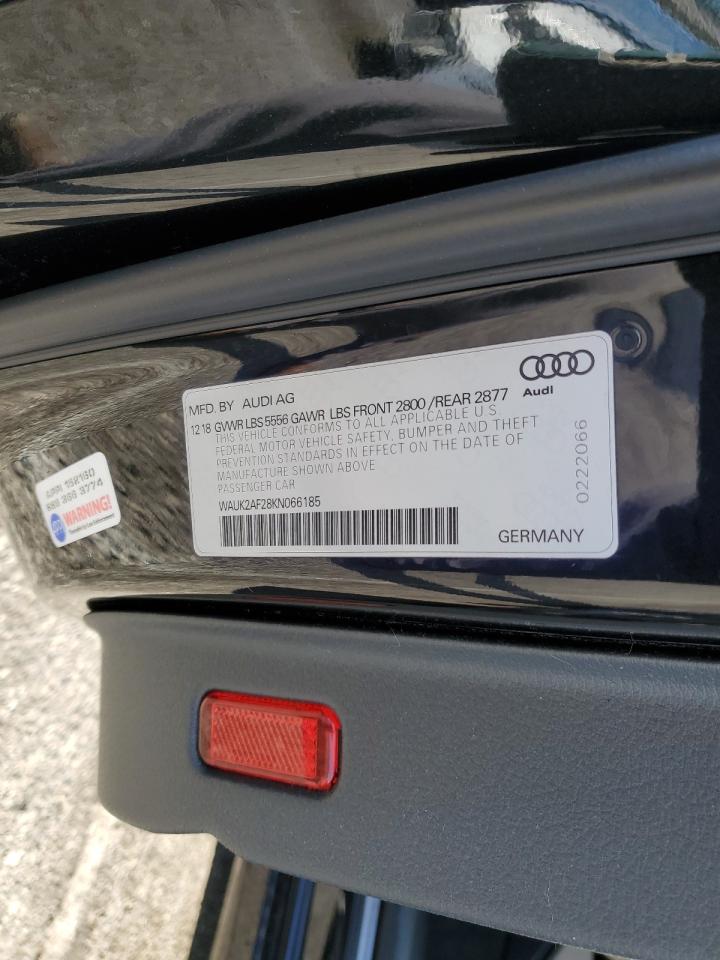 Audi
MFD. BY AUDI AG
12 18 GVWR LBS 5556 GAWR LBS FRONT 2800 / REAR 2877
THIS VEHICLE CONFORMS TO ALL APPLICABLE U.S
FEDERAL MOTOR VEHICLE SAFETY, BUMPER AND THEFT
PREVENTION STANDARDS IN EFFECT ON THE DATE OF
MANUFACTURE SHOWN ABOVE
PASSENGER CAR
WAUK2AF28KN066185
0222066
GERMANY
WARNING!